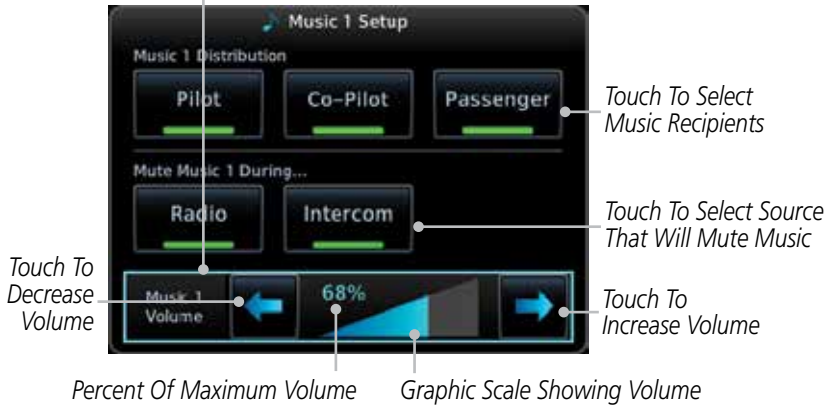 Music 1 Setup
Music 1 Distribution
Pilot
Co-Pilot
Passenger
Touch To Select
Music Recipients
Mute Music 1 During...
Radio
Intercom
Touch To Select Source
That Will Mute Music
Touch To
Decrease
Volume
Music 1
Volume
68%
Touch To
Increase Volume
Percent Of Maximum Volume
Graphic Scale Showing Volume